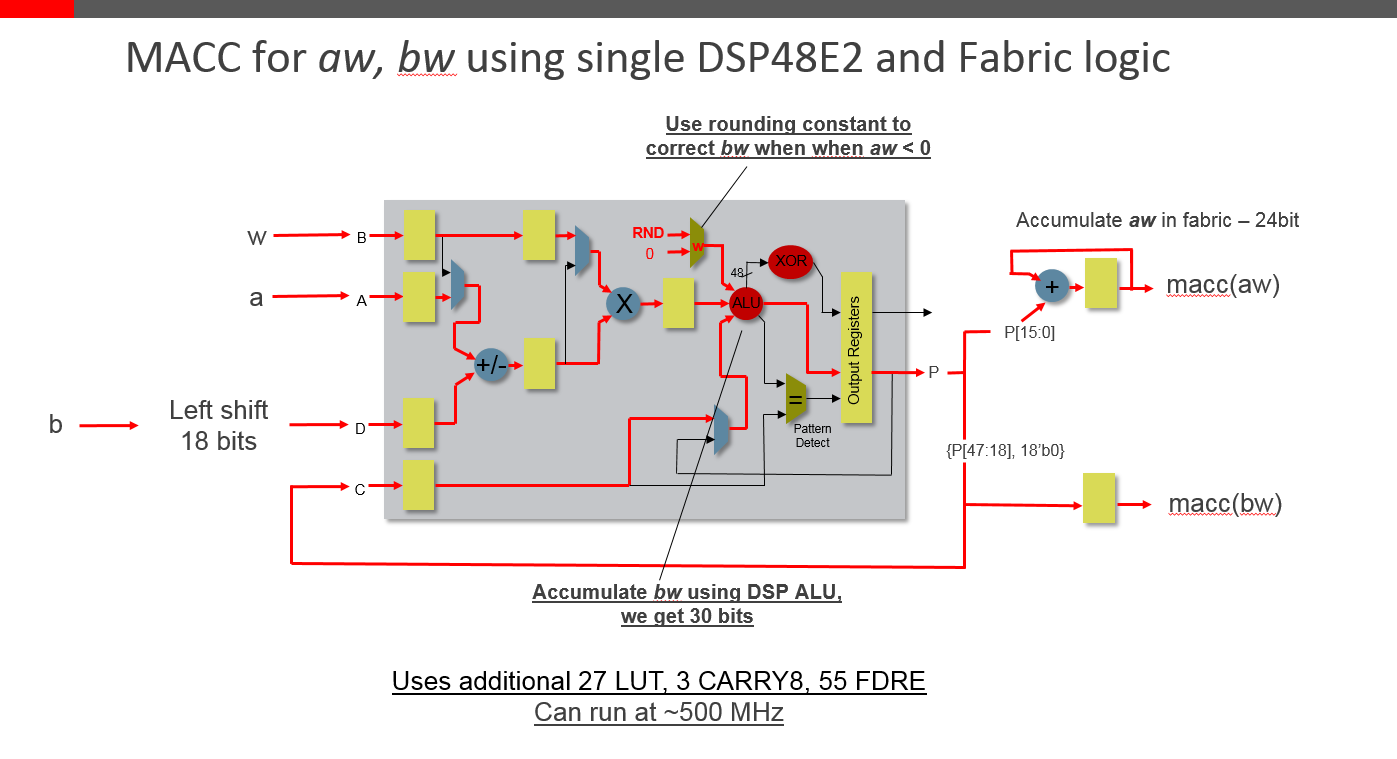 MACC for aw, bw using single DSP48E2 and Fabric logic
Use rounding constant to
correct bw when when aw < 0
Accumulate aw in fabric – 24bit
w
B
RND
0
w
48
XOR
a
A
X
ALU
+
macc(aw)
P[15:0]
+/-
Output Registers
P
b
Left shift
18 bits
D
=
Pattern
Detect
{P[47:18], 18’b0}
C
macc(bw)
Accumulate bw using DSP ALU,
we get 30 bits
Uses additional 27 LUT, 3 CARRY8, 55 FDRE
Can run at ~500 MHz